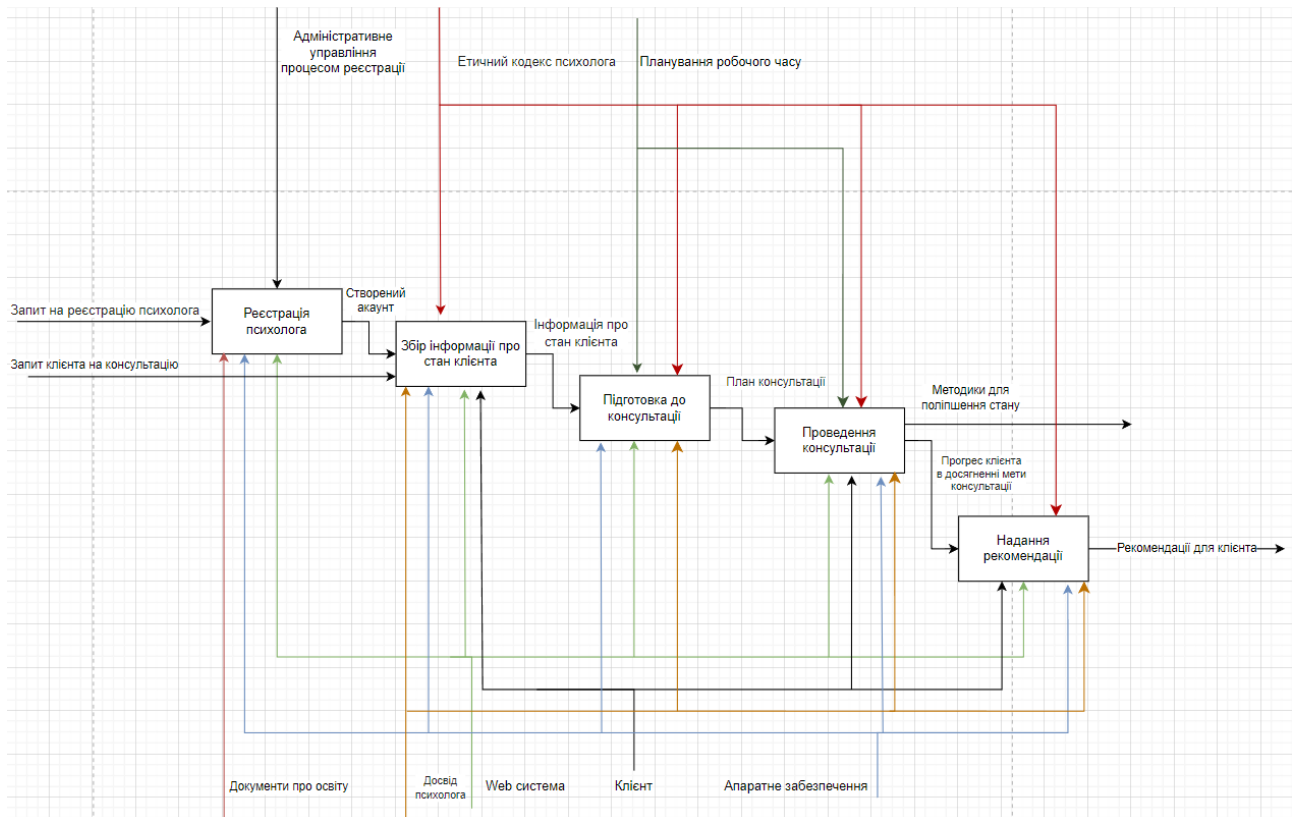 Адміністративне
управління
процесом реєстрації
Етичний кодекс психолога
Планування робочого часу
Запит на реєстрацію психолога
Реєстрація
психолога
Створений
акаунт
Запит клієнта на консультацію
Збір інформації про
стан клієнта
Інформація про
стан клієнта
Підготовка до
консультації
План консультації
Проведення
консультації
Методики для
поліпшення стану
Прогрес клієнта
в досягненні мети
консультації
Надання
рекомендації
Рекомендації для клієнта
Документи про освіту
Досвід
психолога
Web система
Клієнт
Апаратне забезпечення